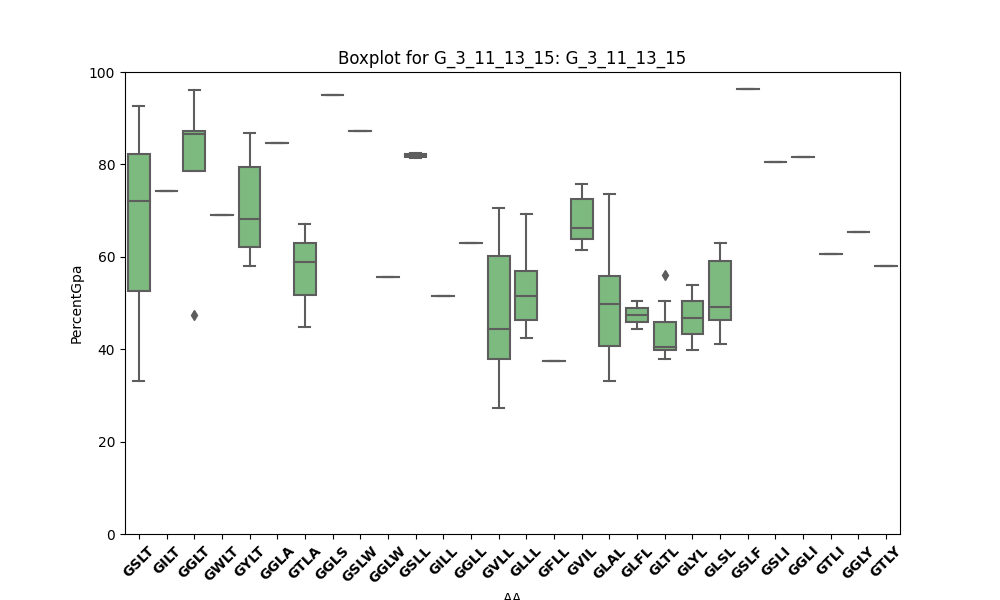 Boxplot for G_3_11_13_15: G_3_11_13_15
100
80
60
40
20
0
PercentGpa
GSLT
GILT
GGLT
GWLT
GYLT
GGLA
GTLA
GGLS
GSLW
GGLW
GSLL
GILL
GGLL
GVLL
GLLL
GFLL
GVIL
GLAL
GLFL
GLTL
GLYL
GLSL
GSLF
GSLI
GGLI
GTLI
GGLY
GTLY
AA